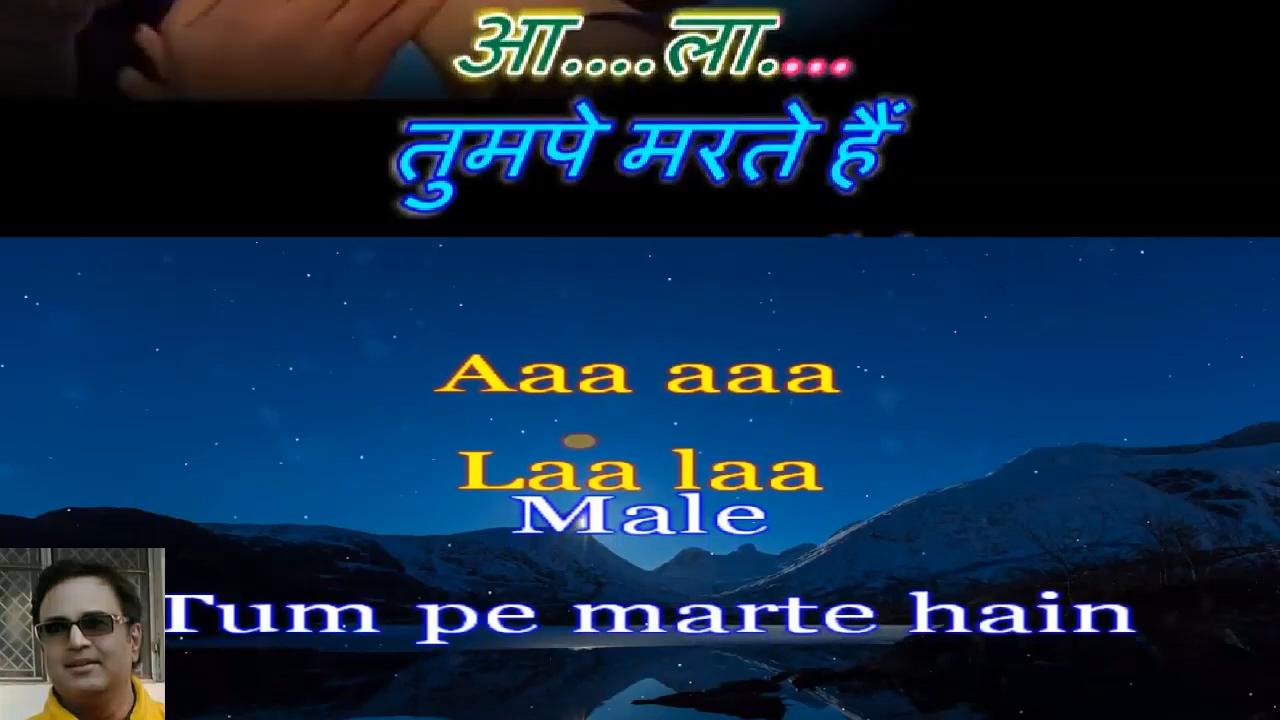 आ....ला....
तुमपे मरते हैं
Aaa aaa
Laa laa
Male
Tum pe marte hain